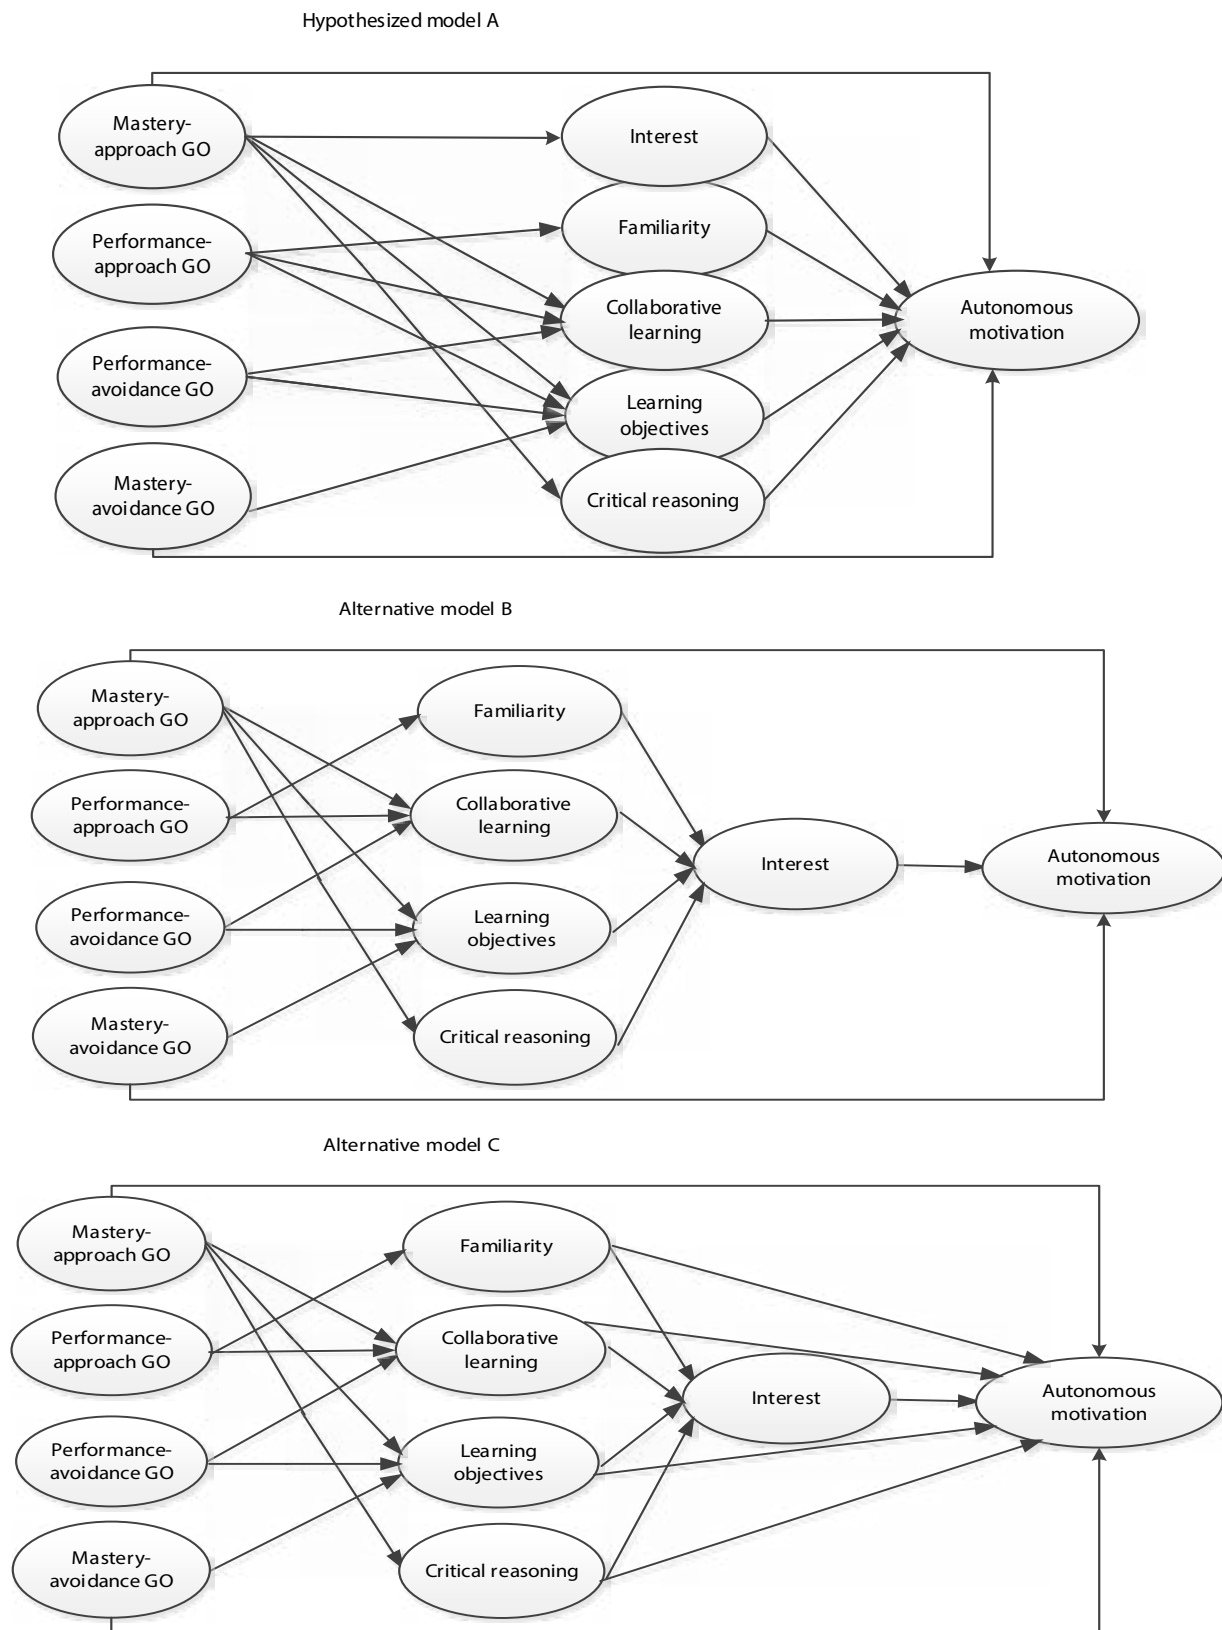 Hypothesized model A
Mastery-
approach GO
Interest
Performance-
approach GO
Familiarity
Collaborative
learning
Autonomous
motivation
Performance-
avoidance GO
Learning
objectives
Mastery-
avoidance GO
Critical reasoning
Alternative model B
Mastery-
approach GO
Familiarity
Performance-
approach GO
Collaborative
learning
Interest
Autonomous
motivation
Performance-
avoidance GO
Learning
objectives
Mastery-
avoidance GO
Critical reasoning
Alternative model C
Mastery-
approach GO
Familiarity
Performance-
approach GO
Collaborative
learning
Interest
Autonomous
motivation
Performance-
avoidance GO
Learning
objectives
Mastery-
avoidance GO
Critical reasoning